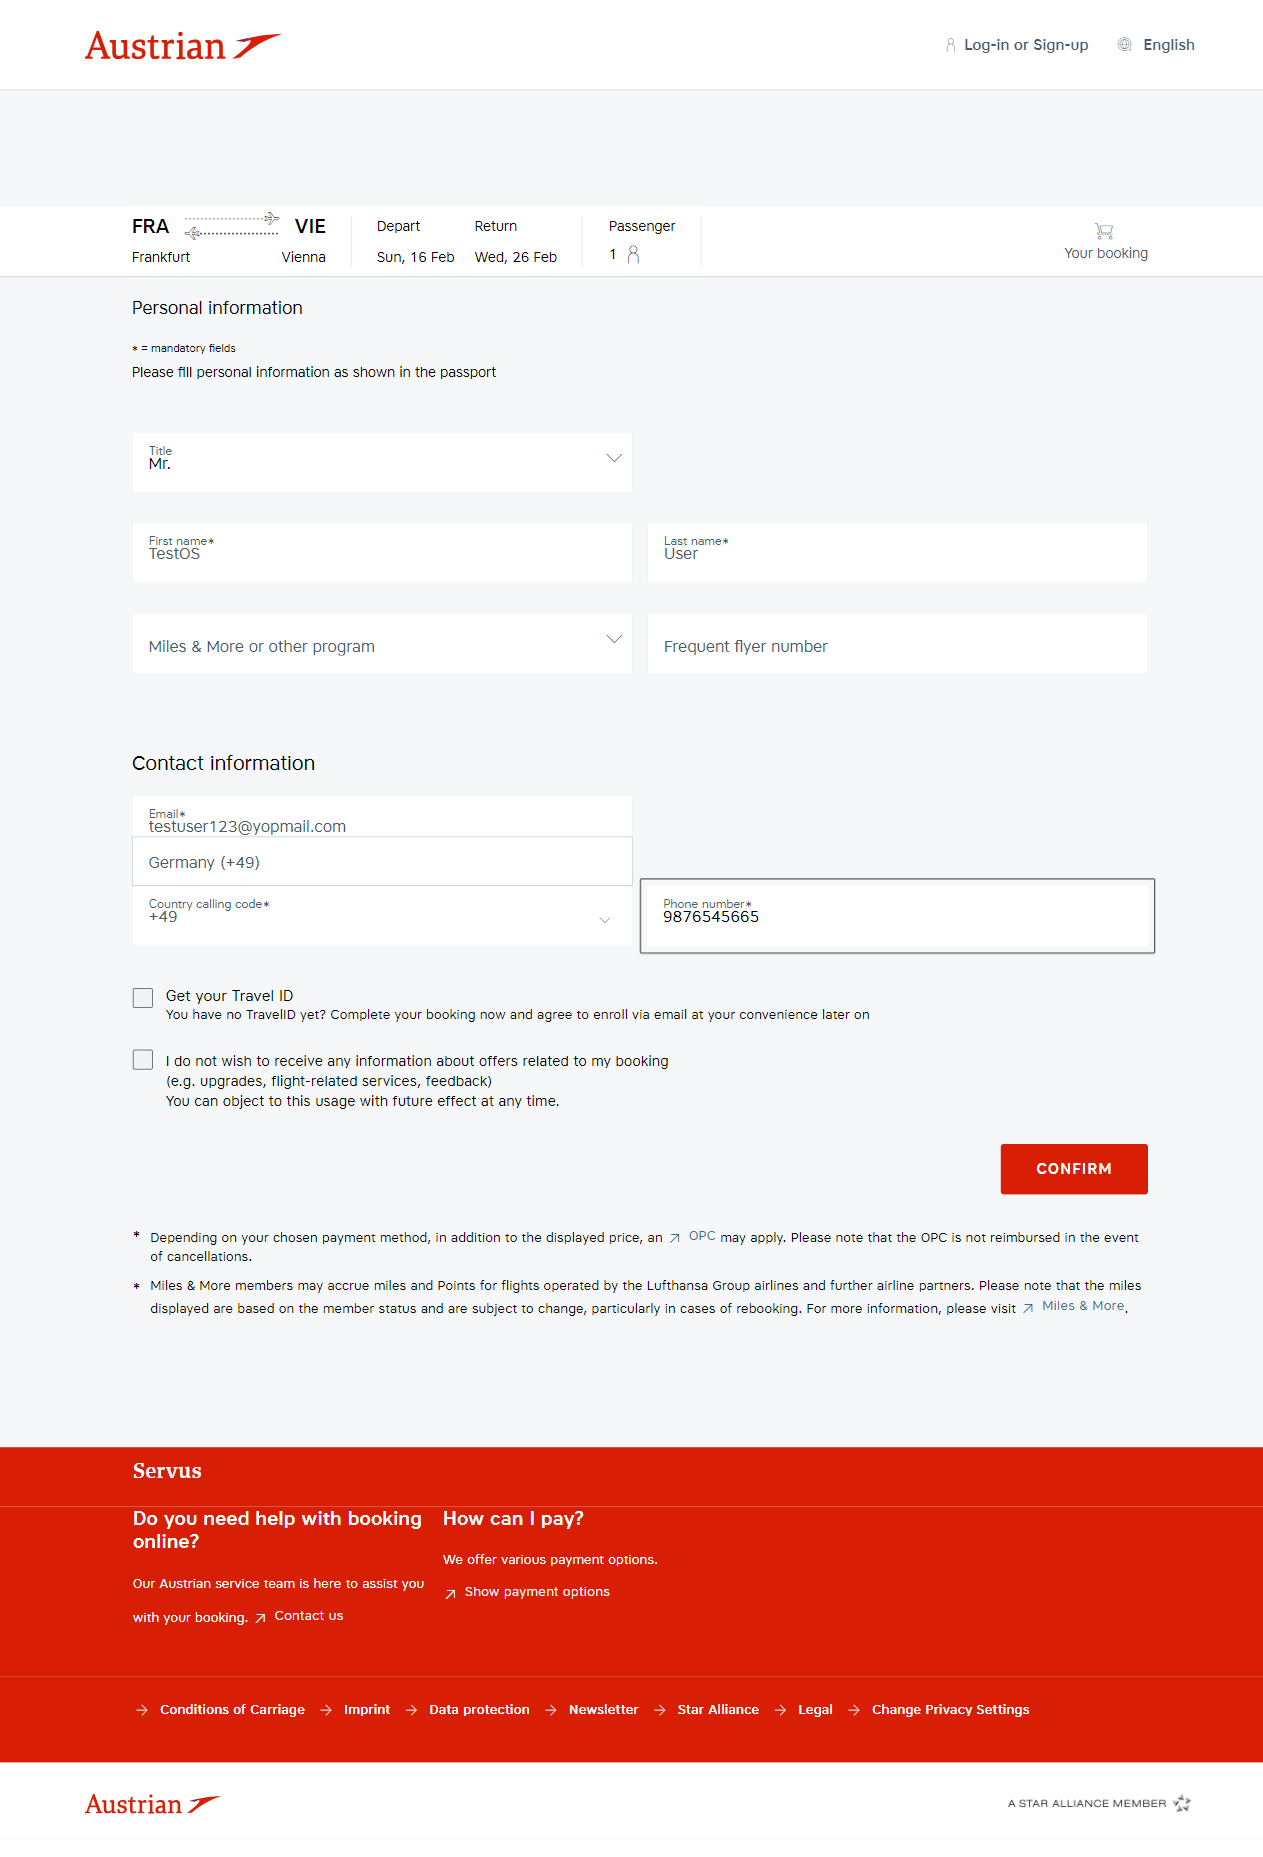 Austrian
Log-in or Sign-up
English
FRA
VIE
Depart
Return
Passenger
Frankfurt
Vienna
Sun, 16 Feb
Wed, 26 Feb
1
Your booking
Personal information
* = mandatory fields
Please fill personal information as shown in the passport
Title
Mr.
First name*
TestOS
Last name*
User
Miles & More or other program
Frequent flyer number
Contact information
Email*
testuser123@yopmail.com
Germany (+49)
Country calling code*
+49
Phone number*
9876545665
Get your Travel ID
You have no TravelID yet? Complete your booking now and agree to enroll via email at your convenience later on
I do not wish to receive any information about offers related to my booking
(e.g. upgrades, flight-related services, feedback)
You can object to this usage with future effect at any time.
CONFIRM
* Depending on your chosen payment method, in addition to the displayed price, an OPC may apply. Please note that the OPC is not reimbursed in the event
of cancellations.
* Miles & More members may accrue miles and Points for flights operated by the Lufthansa Group airlines and further airline partners. Please note that the miles
displayed are based on the member status and are subject to change, particularly in cases of rebooking. For more information, please visit Miles & More.
Servus
Do you need help with booking
online?
Our Austrian service team is here to assist you
with your booking. Contact us
How can I pay?
We offer various payment options.
Show payment options
Conditions of Carriage
Imprint
Data protection
Newsletter
Star Alliance
Legal
Change Privacy Settings
Austrian
A STAR ALLIANCE MEMBER